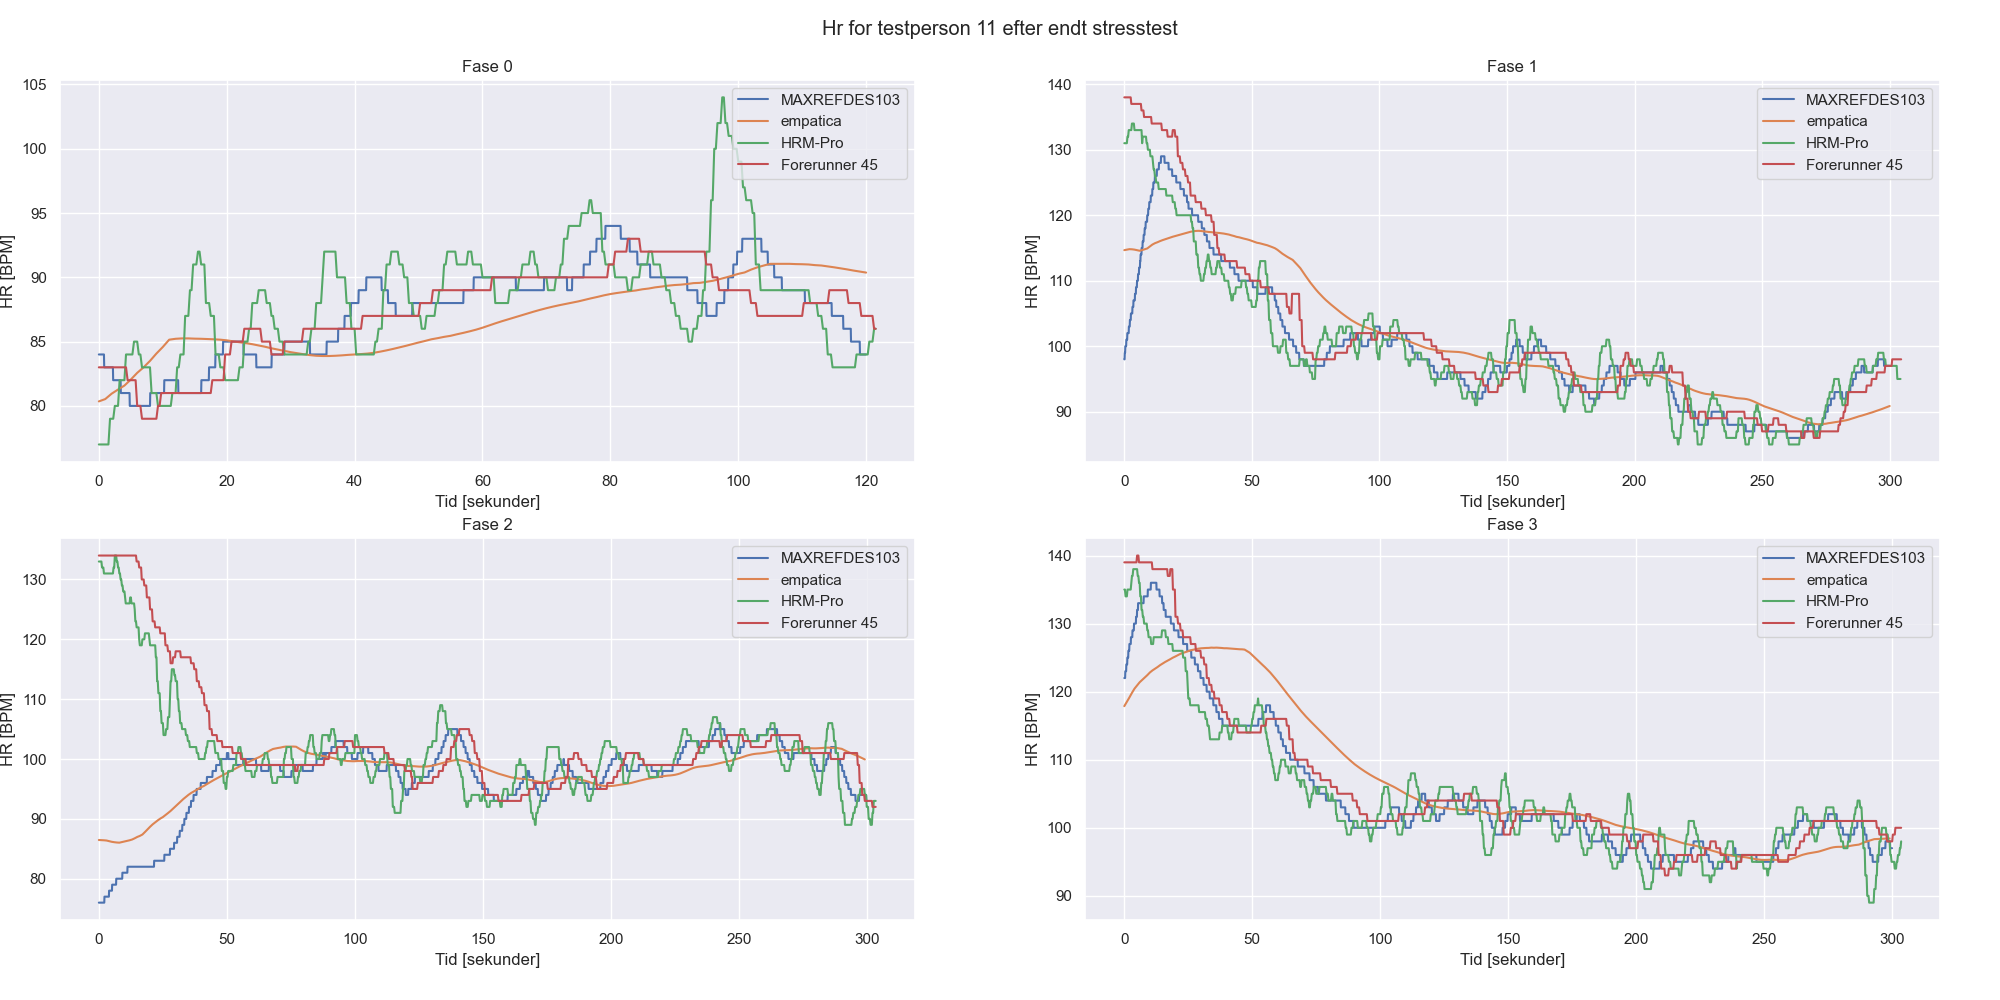 Hr for testperson 11 efter endt stresstest
Fase 0
105
100
95
90
85
80
HR [BPM]
MAXREFDES103
empatica
HRM-Pro
Forerunner 45
0 20 40 60 80 100 120
Tid [sekunder]
Fase 1
140
130
120
110
100
90
HR [BPM]
MAXREFDES103
empatica
HRM-Pro
Forerunner 45
0 50 100 150 200 250 300
Tid [sekunder]
Fase 2
130
120
110
100
90
80
HR [BPM]
MAXREFDES103
empatica
HRM-Pro
Forerunner 45
0 50 100 150 200 250 300
Tid [sekunder]
Fase 3
140
130
120
110
100
90
HR [BPM]
MAXREFDES103
empatica
HRM-Pro
Forerunner 45
0 50 100 150 200 250 300
Tid [sekunder]